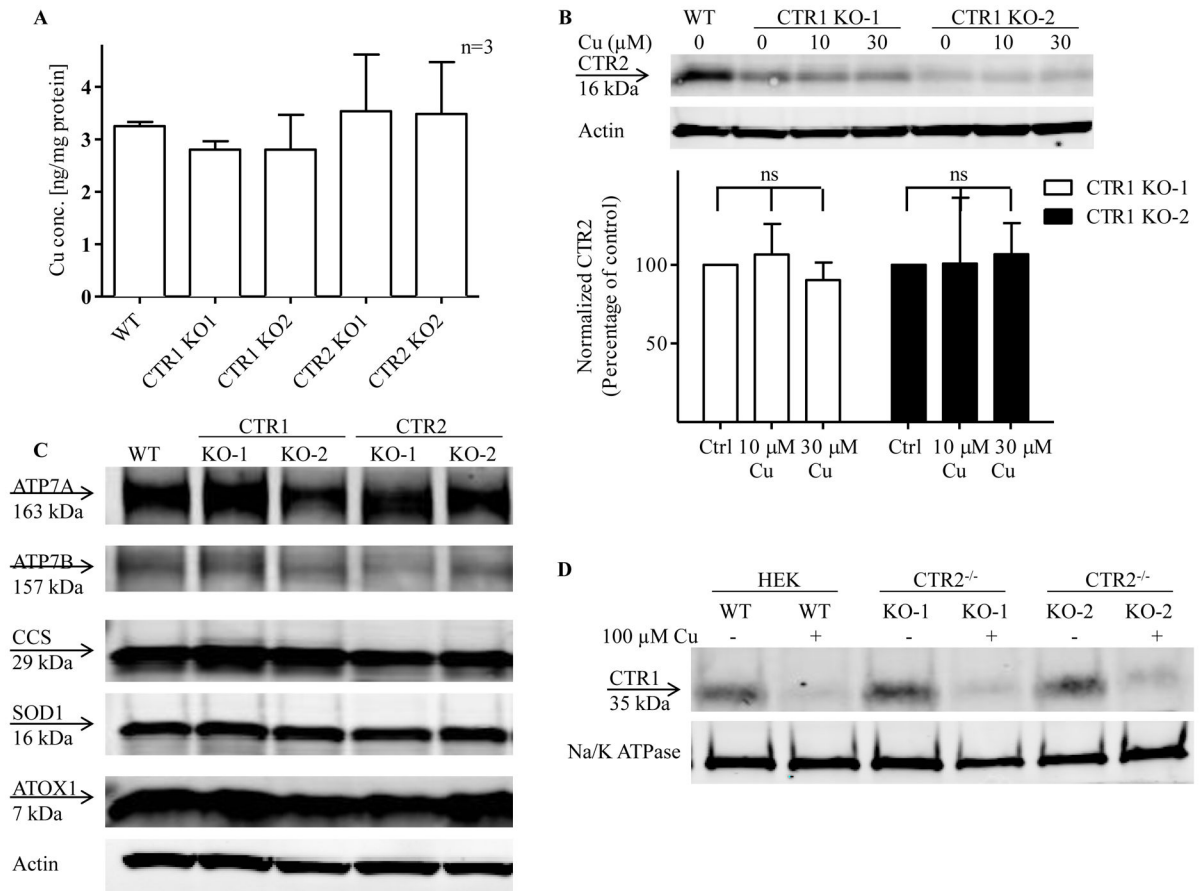 A
n=3
Cu conc. [ng/mg protein]
4
3
2
1
0
WT
CTR1 KO1
CTR1 KO2
CTR2 KO1
CTR2 KO2
B
WT CTR1 KO-1 CTR1 KO-2
Cu (µM) 0 0 10 30 0 10 30
CTR2
16 kDa
Actin
Normalized CTR2
(Percentage of control)
100
50
ns
ns
CTR1 KO-1
CTR1 KO-2
Ctrl 10 µM 30 µM Ctrl 10 µM 30 µM
Cu Cu Cu Cu
C
CTR1 CTR2
WT KO-1 KO-2 KO-1 KO-2
ATP7A
163 kDa
ATP7B
157 kDa
CCS
29 kDa
SOD1
16 kDa
ATOX1
7 kDa
Actin
D
HEK CTR2-/- CTR2-/-
WT WT KO-1 KO-1 KO-2 KO-2
100 µM Cu - + - + - +
CTR1
35 kDa
Na/K ATPase